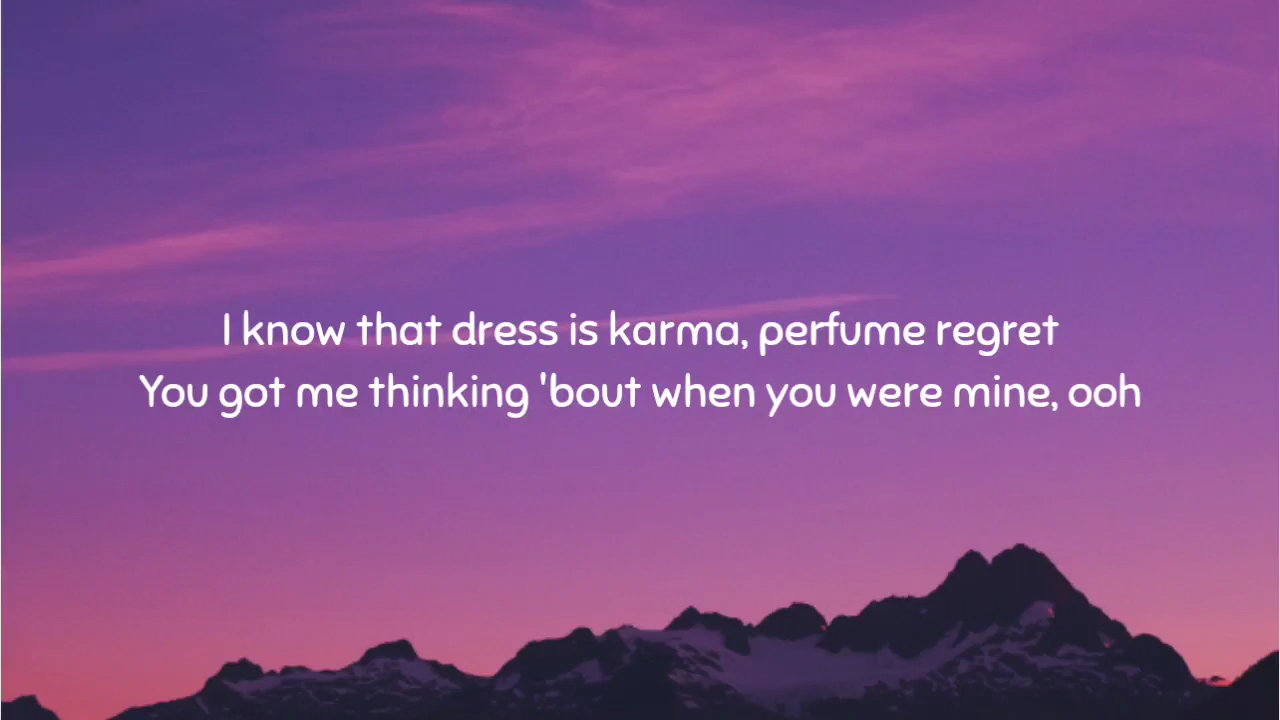 I know that dress is karma, perfume regret
You got me thinking 'bout when you were mine, ooh